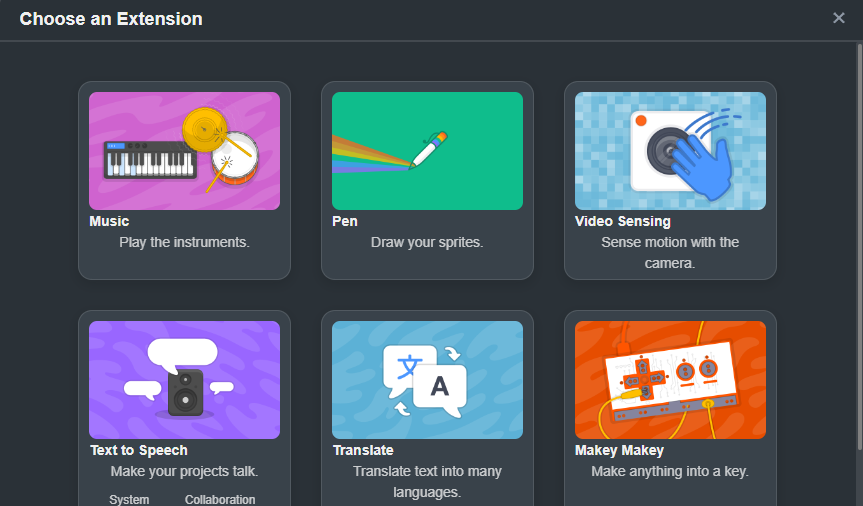 Choose an Extension
Music
Play the instruments.
Pen
Draw your sprites.
Video Sensing
Sense motion with the
camera.
Text to Speech
Make your projects talk.
System
Collaboration
文
A
Translate
Translate text into many
languages.
Makey Makey
Make anything into a key.